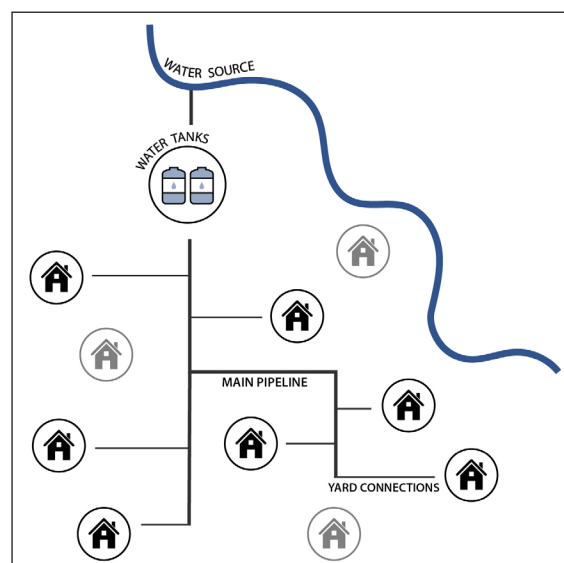 WATER SOURCE
WATER TANKS
MAIN PIPELINE
YARD CONNECTIONS